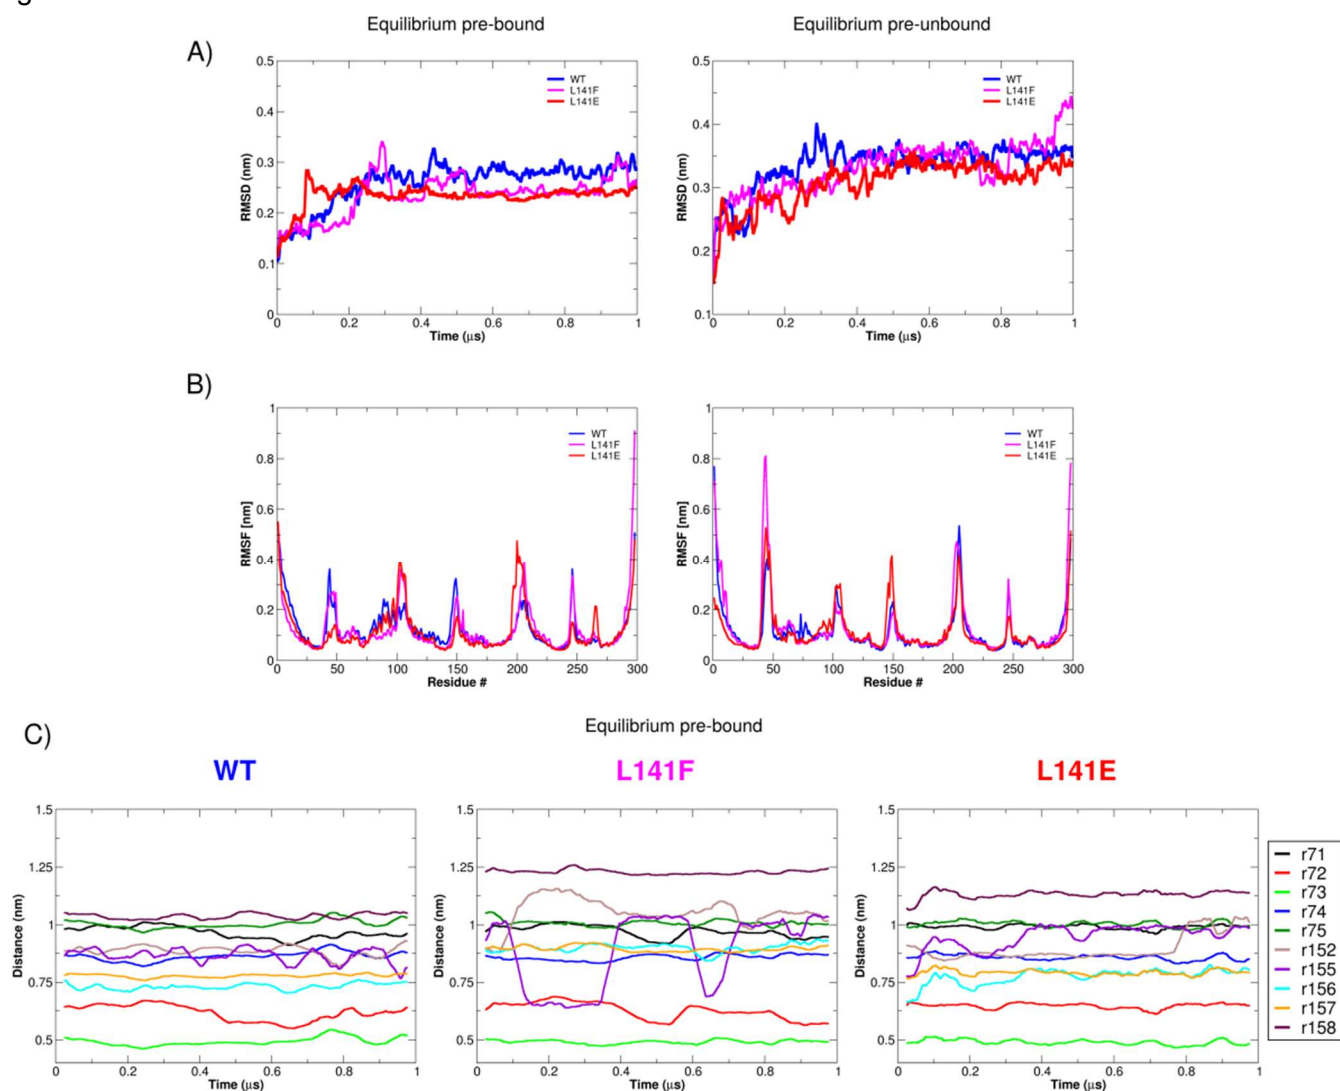 Equilibrium pre-bound
Equilibrium pre-unbound
A)
0.5
0.4
0.3
0.2
0.1
0
RMSD (nm)
WT
L141F
L141E
0 0.2 0.4 0.6 0.8 1
Time (µs)
0.5
0.4
0.3
0.2
0.1
RMSD (nm)
WT
L141F
L141E
0 0.2 0.4 0.6 0.8 1
Time (µs)
B)
1
0.8
0.6
0.4
0.2
0
RMSF [nm]
WT
L141F
L141E
0 50 100 150 200 250 300
Residue #
1
0.8
0.6
0.4
0.2
0
RMSF [nm]
WT
L141F
L141E
0 50 100 150 200 250 300
Residue #
C)
Equilibrium pre-bound
WT
L141F
L141E
1.5
1.25
1
0.75
0.5
Distance (nm)
0 0.2 0.4 0.6 0.8 1
Time (µs)
1.5
1.25
1
0.75
0.5
Distance (nm)
0 0.2 0.4 0.6 0.8 1
Time (µs)
1.5
1.25
1
0.75
0.5
Distance (nm)
0 0.2 0.4 0.6 0.8 1
Time (µs)
r71
r72
r73
r74
r75
r152
r155
r156
r157
r158